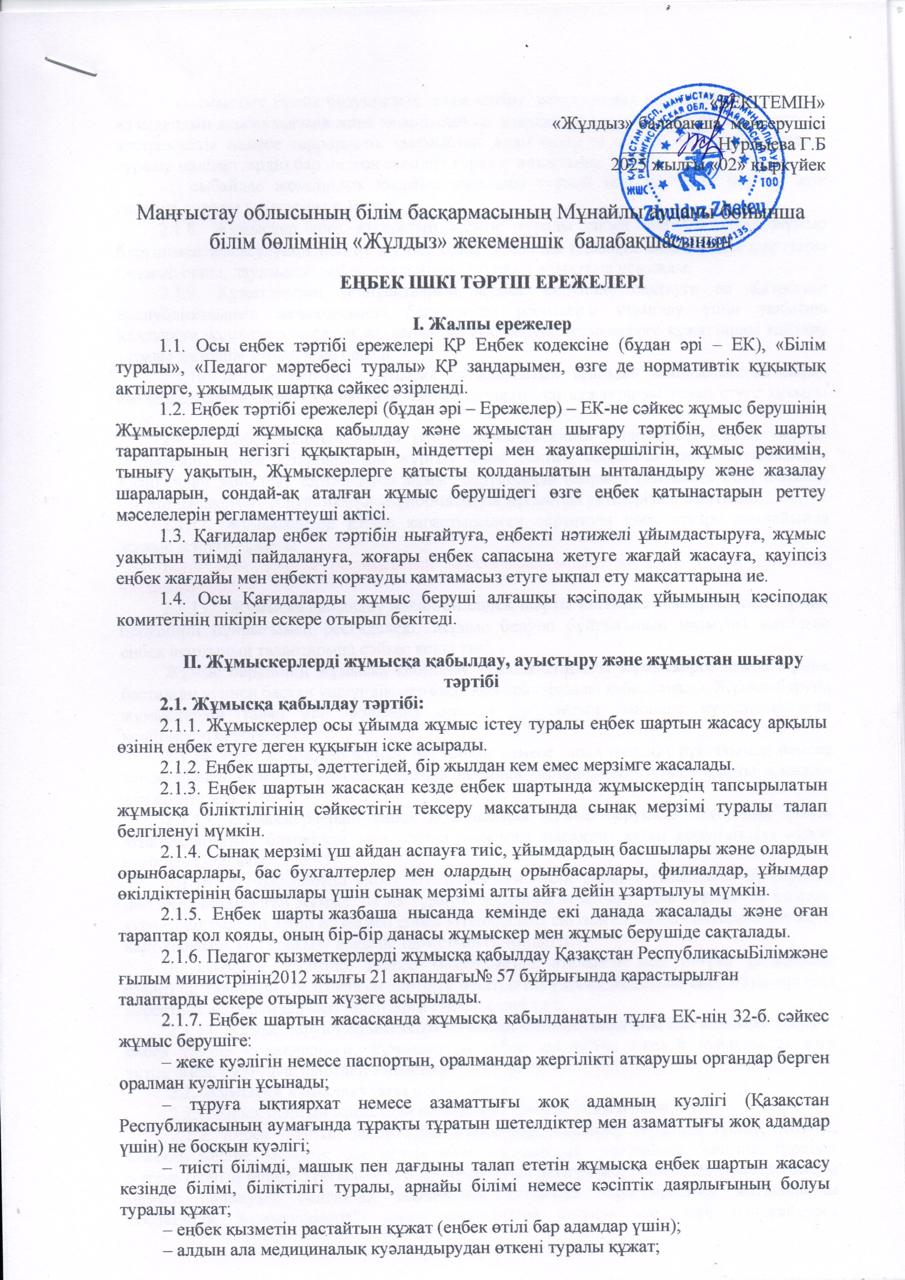 «БЕКІТЕМІН»
«Жұлдыз» балабақша меңгерушісі
Нурлыева Г.Б
2025 жылғы «02» қыркүйек
Zhuldyz Zheteu
Маңғыстау облысының білім басқармасының Мұнайлы ауданы бойынша
білім бөлімінің «Жұлдыз» жекеменшік балабақшасының
ЕҢБЕК ІШКІ ТӘРТІП ЕРЕЖЕЛЕРІ
I. Жалпы ережелер
1.1. Осы еңбек тәртібі ережелері ҚР Еңбек кодексіне (бұдан әрі – ЕК), «Білім
туралы», «Педагог мәртебесі туралы» ҚР заңдарымен, өзге де нормативтік құқықтық
актілерге, ұжымдық шартқа сәйкес әзірленді.
1.2. Еңбек тәртібі ережелері (бұдан әрі – Ережелер) – ЕК-не сәйкес жұмыс берушінің
Жұмыскерлерді жұмысқа қабылдау және жұмыстан шығару тәртібін, еңбек шарты
тараптарының негізгі құқықтарын, міндеттері мен жауапкершілігін, жұмыс режимін,
тынығу уақытын, Жұмыскерлерге қатысты қолданылатын ынталандыру және жазалау
шараларын, сондай-ақ аталған жұмыс берушідегі өзге еңбек қатынастарын реттеу
мәселелерін регламенттеуші актісі.
1.3. Қағидалар еңбек тәртібін нығайтуға, еңбекті нәтижелі ұйымдастыруға, жұмыс
уақытын тиімді пайдалануға, жоғары еңбек сапасына жетуге жағдай жасауға, қауіпсіз
еңбек жағдайы мен еңбекті қорғауды қамтамасыз етуге ықпал ету мақсаттарына ие.
1.4. Осы Қағидаларды жұмыс беруші алғашқы кәсіподақ ұйымының кәсіподақ
комитетінің пікірін ескере отырып бекітеді.
II. Жұмыскерлерді жұмысқа қабылдау, ауыстыру және жұмыстан шығару
тәртібі
2.1. Жұмысқа қабылдау тәртібі:
2.1.1. Жұмыскерлер осы ұйымда жұмыс істеу туралы еңбек шартын жасасу арқылы
өзінің еңбек етуге деген құқығын іске асырады.
2.1.2. Еңбек шарты, әдеттегідей, бір жылдан кем емес мерзімге жасалады.
2.1.3. Еңбек шартын жасасқан кезде еңбек шартында жұмыскердің тапсырылатын
жұмысқа біліктілігінің сәйкестігін тексеру мақсатында сынақ мерзімі туралы талап
белгіленуі мүмкін.
2.1.4. Сынақ мерзімі үш айдан аспауға тиіс, ұйымдардың басшылары және олардың
орынбасарлары, бас бухгалтерлер мен олардың орынбасарлары, филиалдар, ұйымдар
өкілдіктерінің басшылары үшін сынақ мерзімі алты айға дейін ұзартылуы мүмкін.
2.1.5. Еңбек шарты жазбаша нысанда кемінде екі данада жасалады және оған
тараптар қол қояды, оның бір-бір данасы жұмыскер мен жұмыс берушіде сақталады.
2.1.6. Педагог қызметкерлерді жұмысқа қабылдау Қазақстан РеспубликасыБілімжәне
ғылым министрінің2012 жылғы 21 ақпандағы№ 57 бұйрығында қарастырылған
талаптарды ескере отырып жүзеге асырылады.
2.1.7. Еңбек шартын жасасқанда жұмысқа қабылданатын тұлға ЕК-нің 32-б. сәйкес
жұмыс берушіге:
– жеке куәлігін немесе паспортын, оралмандар жергілікті атқарушы органдар берген
оралман куәлігін ұсынады;
– тұруға ықтиярхат немесе азаматтығы жоқ адамның куәлігі (Қазақстан
Республикасының аумағында тұрақты тұратын шетелдіктер мен азаматтығы жоқ адамдар
үшін) не босқын куәлігі;
– тиісті білімді, машық пен дағдыны талап ететін жұмысқа еңбек шартын жасасу
кезінде білімі, біліктілігі туралы, арнайы білімі немесе кәсіптік даярлығының болуы
туралы құжат;
– еңбек қызметін растайтын құжат (еңбек өтілі бар адамдар үшін);
– алдын ала медициналық куәландырудан өткені туралы құжат;